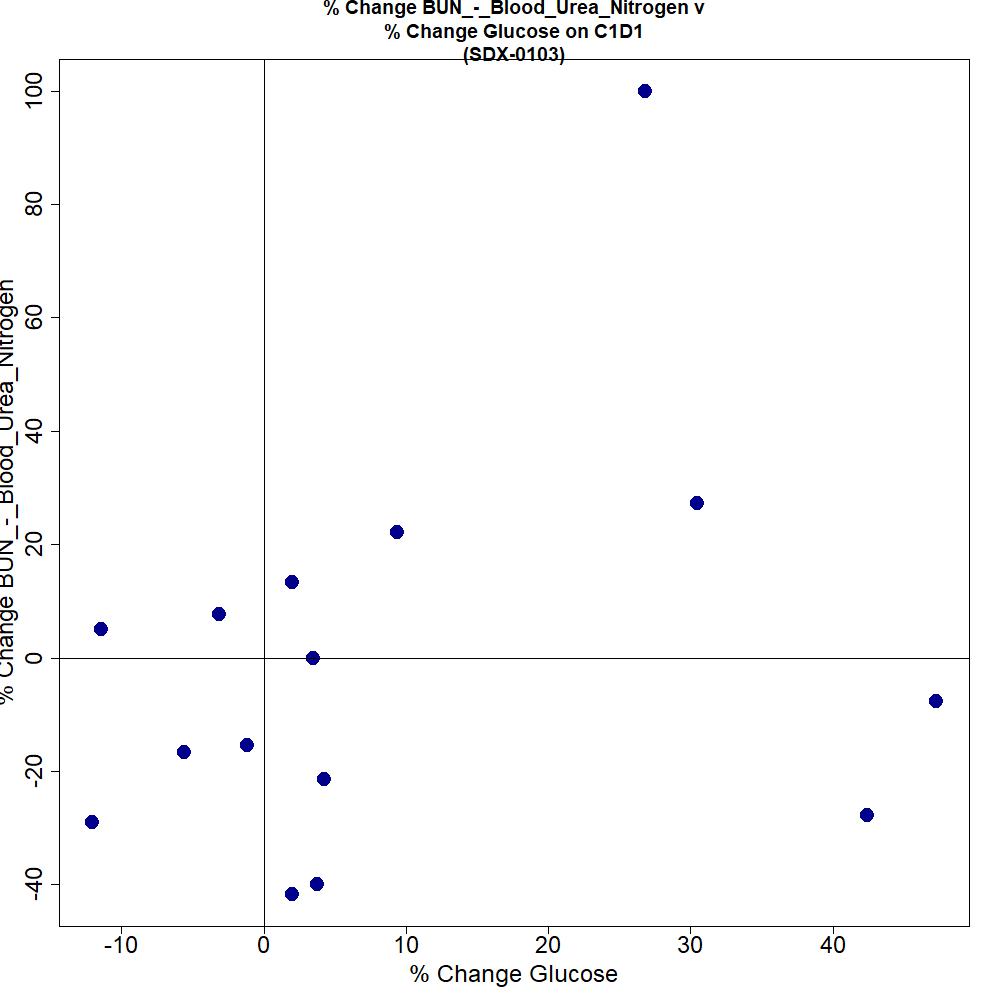 % Change BUN_-_Blood_Urea_Nitrogen v
% Change Glucose on C1D1
(SDX-0103)
% Change BUN_-_Blood_Urea_Nitrogen
100
80
60
40
20
0
-20
-40
-10
0
10
20
30
40
% Change Glucose